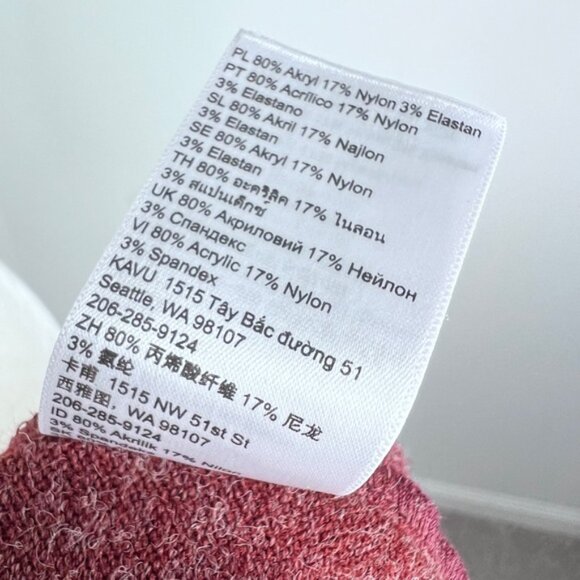 PL 80% Akryl 17% Nylon 3% Elastan
PT 80% Acrílico 17% Nylon
3% Elastano
SL 80% Akril 17% Najlon
3% Elastan
SE 80% Akryl 17% Nylon
3% Elastan
TH 80% อะคริลิค 17% ไนลอน
3% สแปนเด็กซ์
UK 80% Акриловий 17% Нейлон
3% Спандекс
VI 80% Acrylic 17% Nylon
3% Spandex
KAVU 1515 Tây Bắc đường 51
Seattle, WA 98107
206-285-9124
ZH 80% 丙烯酸纤维 17% 尼龙
3% 氨纶
卡甫 1515 NW 51st St
西雅图, WA 98107
206-285-9124
ID 80% Akrilik 17% Nilon
3% Spandeks